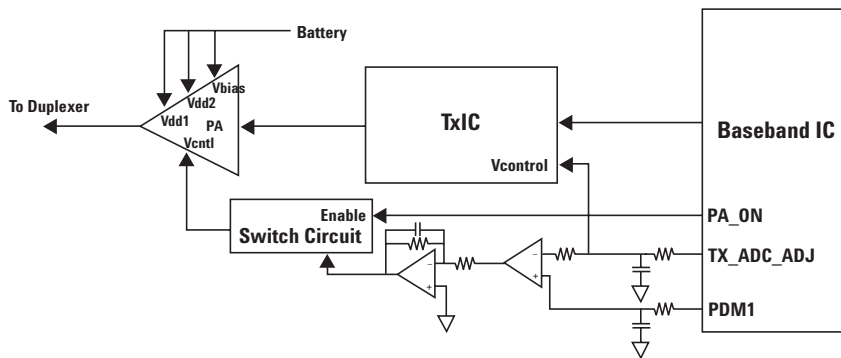 Battery
Vbias
Vdd2
Vdd1
To Duplexer
PA
Vcntl
TxIC
Vcontrol
Baseband IC
Enable
Switch Circuit
PA_ON
TX_ADC_ADJ
PDM1
−
+
−
+